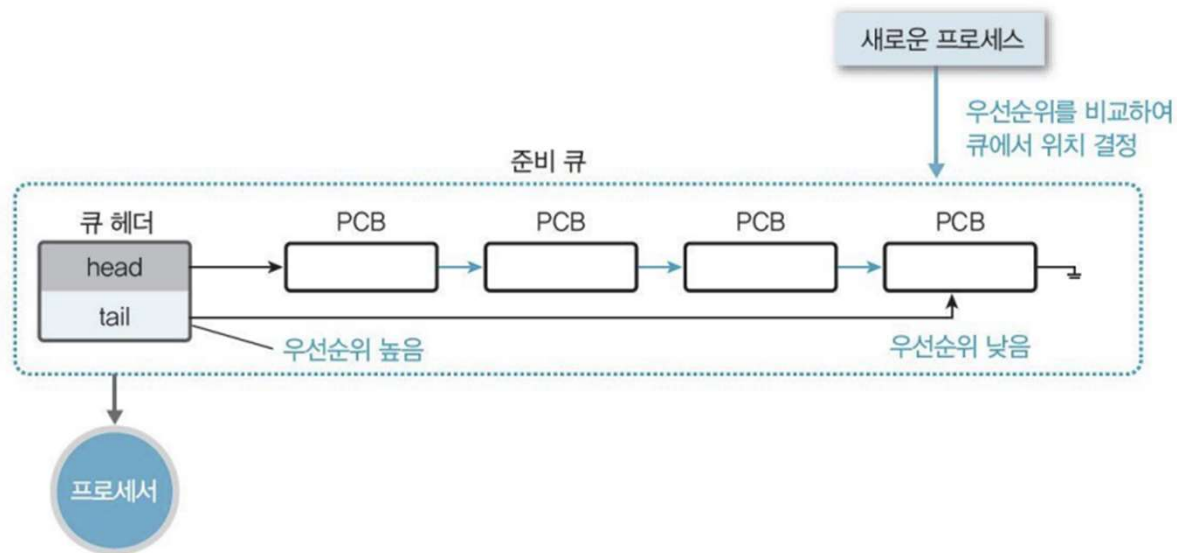 새로운 프로세스
우선순위를 비교하여
큐에서 위치 결정
준비 큐
큐 헤더
PCB
PCB
PCB
PCB
head
tail
우선순위 높음
우선순위 낮음
프로세서